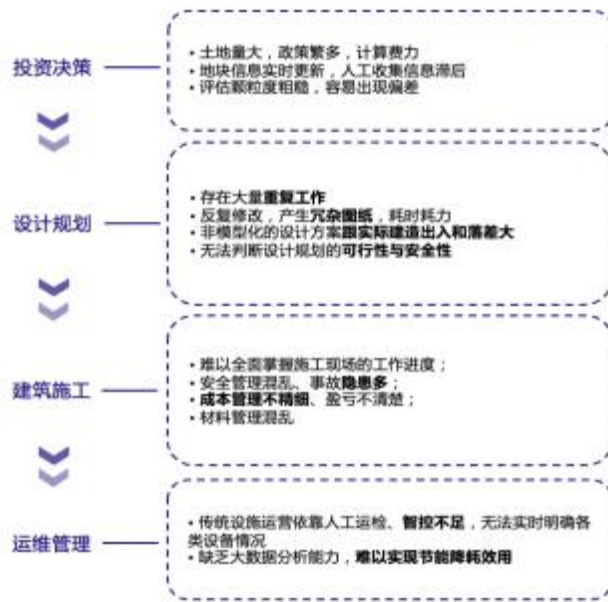 投资决策
• 土地量大，政策繁多，计算费力
• 地块信息实时更新，人工收集信息滞后
• 评估颗粒度粗糙，容易出现偏差
设计规划
• 存在大量重复工作
• 反复修改，产生冗杂图纸，耗时耗力
• 非模型化的设计方案跟实际建造出入和落差大
• 无法判断设计规划的可行性与安全性
建筑施工
• 难以全面掌握施工现场的工作进度；
• 安全管理混乱、事故隐患多；
• 成本管理不精细、盈亏不清楚；
• 材料管理混乱
运维管理
• 传统设施运营依靠人工运检、智控不足，无法实时明确各
类设备情况
• 缺乏大数据分析能力，难以实现节能降耗效用